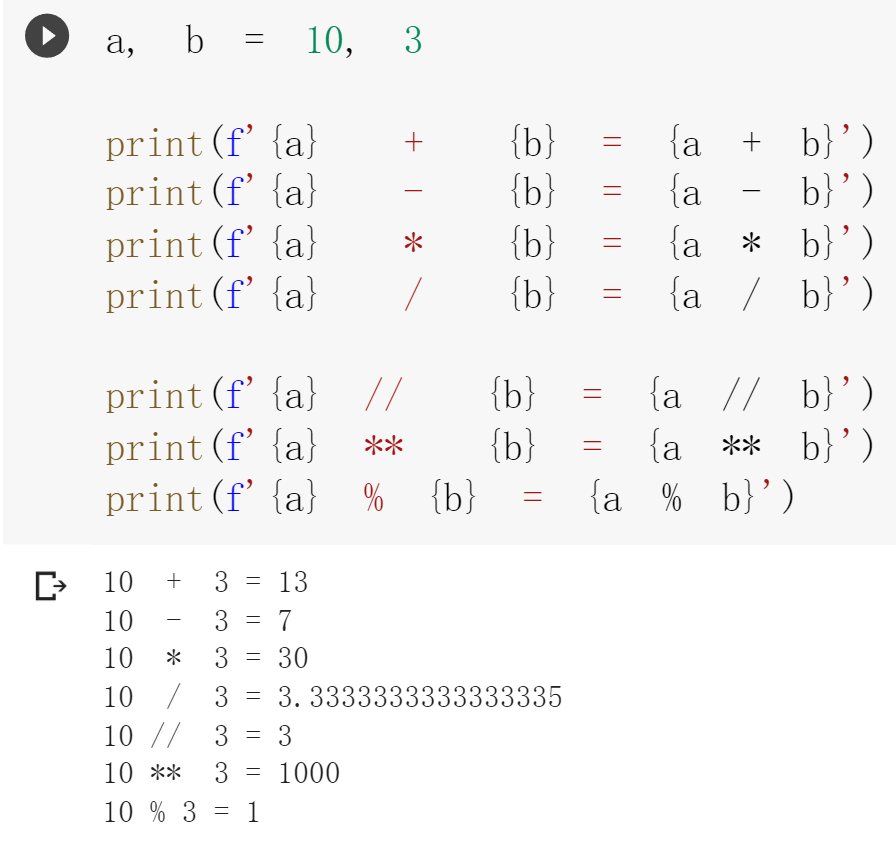 a, b = 10, 3
print(f'{a}  +  {b} = {a + b}')
print(f'{a}  -  {b} = {a - b}')
print(f'{a}  *  {b} = {a * b}')
print(f'{a}  /  {b} = {a / b}')
print(f'{a} //  {b} = {a // b}')
print(f'{a} **  {b} = {a ** b}')
print(f'{a} % {b} = {a % b}')
10  +  3 = 13
10  -  3 = 7
10  *  3 = 30
10  /  3 = 3.3333333333333335
10 //  3 = 3
10 **  3 = 1000
10 % 3 = 1